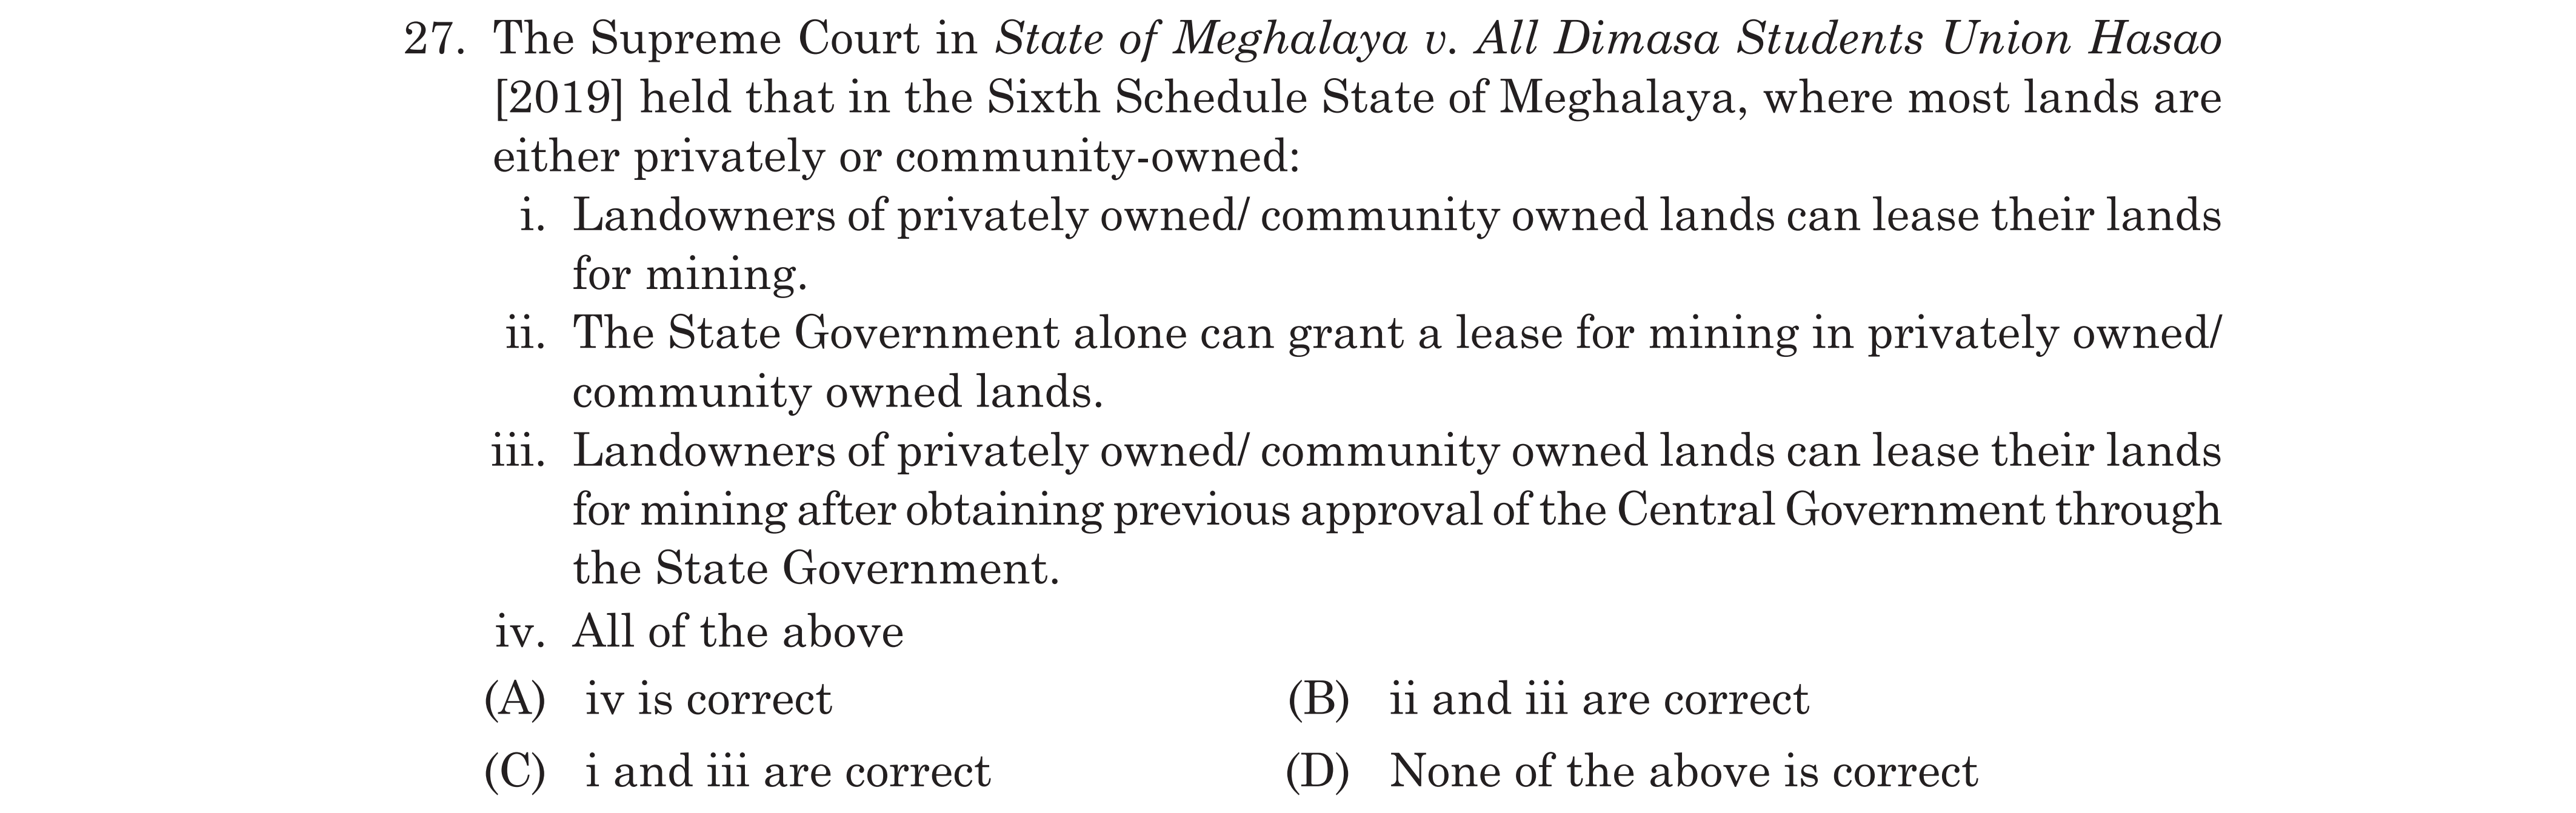 27. The Supreme Court in State of Meghalaya v. All Dimasa Students Union Hasao
[2019] held that in the Sixth Schedule State of Meghalaya, where most lands are
either privately or community-owned:
i. Landowners of privately owned/ community owned lands can lease their lands
for mining.
ii. The State Government alone can grant a lease for mining in privately owned/
community owned lands.
iii. Landowners of privately owned/ community owned lands can lease their lands
for mining after obtaining previous approval of the Central Government through
the State Government.
iv. All of the above
(A) iv is correct (B) ii and iii are correct
(C) i and iii are correct (D) None of the above is correct